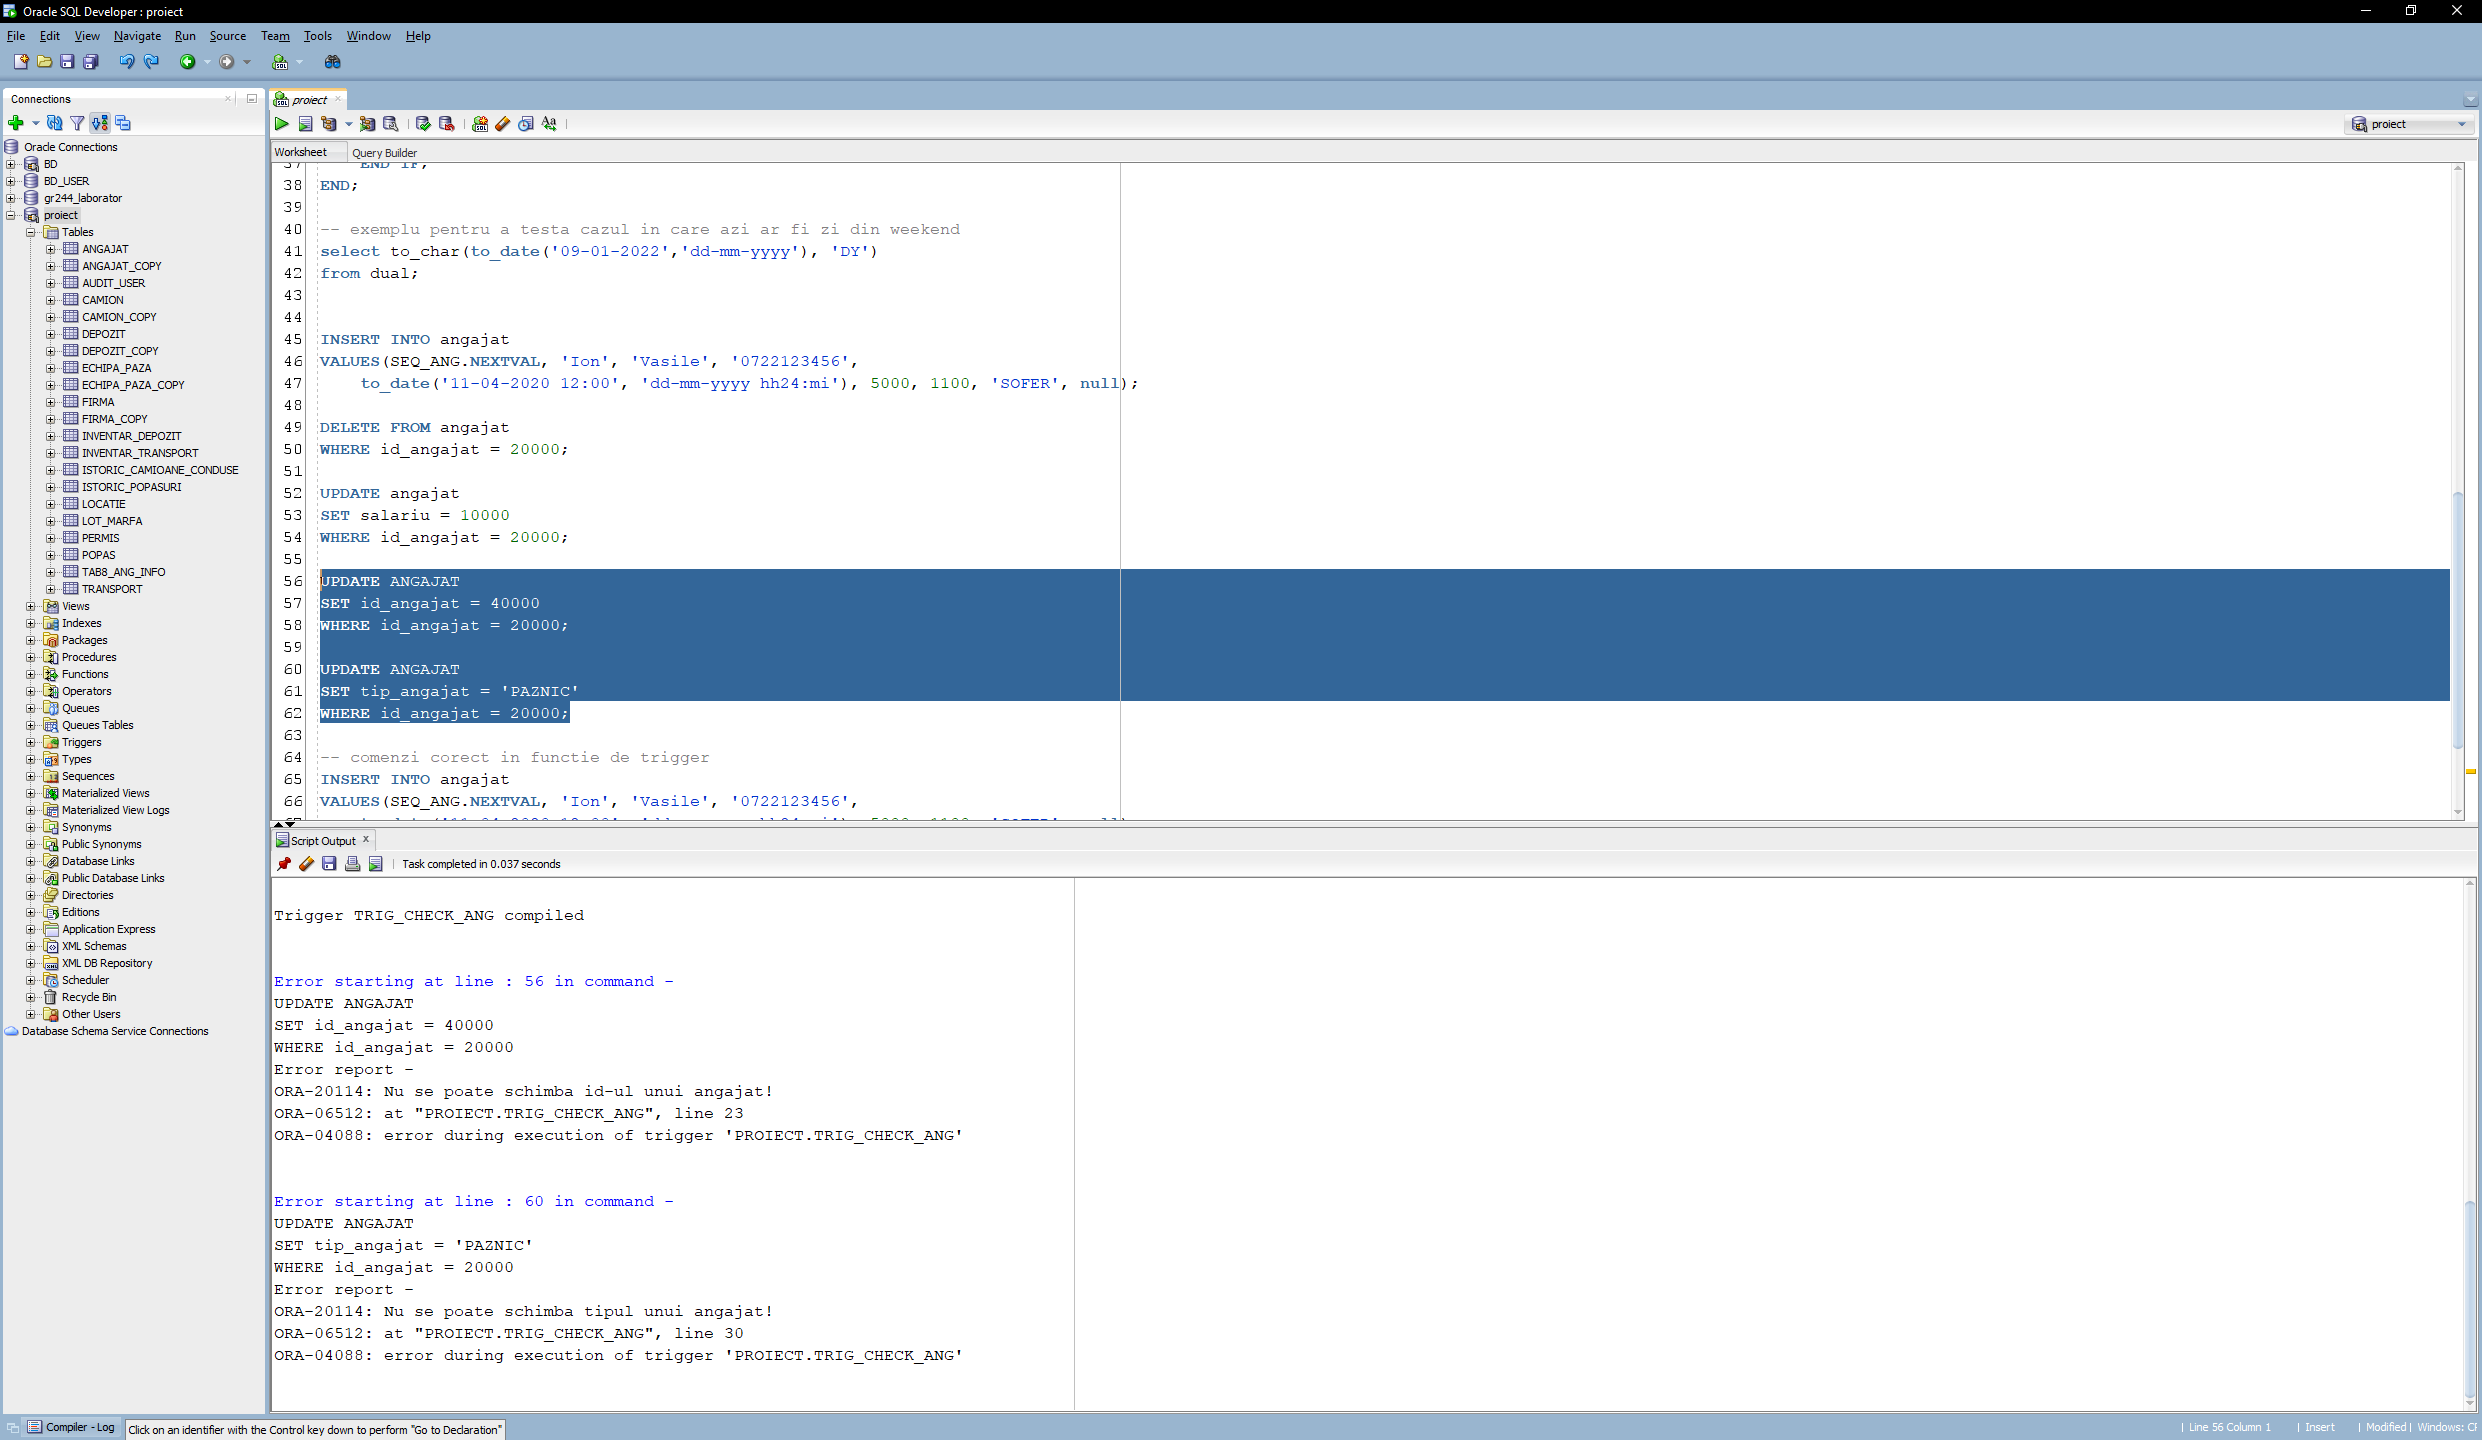 Oracle SQL Developer : proiect
File Edit View Navigate Run Source Team Tools Window Help
Connections
Oracle Connections
BD
BD_USER
gr244_laborator
proiect
Tables
ANGAJAT
ANGAJAT_COPY
AUDIT_USER
CAMION
CAMION_COPY
DEPOZIT
DEPOZIT_COPY
ECHIPA_PAZA
ECHIPA_PAZA_COPY
FIRMA
FIRMA_COPY
INVENTAR_DEPOZIT
INVENTAR_TRANSPORT
ISTORIC_CAMIOANE_CONDUSE
ISTORIC_POPASURI
LOCATIE
LOT_MARFA
PERMIS
POPAS
TAB8_ANG_INFO
TRANSPORT
Views
Indexes
Packages
Procedures
Functions
Operators
Queues
Queues Tables
Triggers
Types
Sequences
Materialized Views
Materialized View Logs
Synonyms
Public Synonyms
Database Links
Public Database Links
Directories
Editions
Application Express
XML Schemas
XML DB Repository
Scheduler
Recycle Bin
Other Users
Database Schema Service Connections
proiect
proiect
Worksheet Query Builder
37 END IF;
38 END;
39
40 -- exemplu pentru a testa cazul in care azi ar fi zi din weekend
41 select to_char(to_date('09-01-2022','dd-mm-yyyy'), 'DY')
42 from dual;
43
44
45 INSERT INTO angajat
46 VALUES(SEQ_ANG.NEXTVAL, 'Ion', 'Vasile', '0722123456',
47 to_date('11-04-2020 12:00', 'dd-mm-yyyy hh24:mi'), 5000, 1100, 'SOFER', null);
48
49 DELETE FROM angajat
50 WHERE id_angajat = 20000;
51
52 UPDATE angajat
53 SET salariu = 10000
54 WHERE id_angajat = 20000;
55
56 UPDATE ANGAJAT
57 SET id_angajat = 40000
58 WHERE id_angajat = 20000;
59
60 UPDATE ANGAJAT
61 SET tip_angajat = 'PAZNIC'
62 WHERE id_angajat = 20000;
63
64 -- comenzi corect in functie de trigger
65 INSERT INTO angajat
66 VALUES(SEQ_ANG.NEXTVAL, 'Ion', 'Vasile', '0722123456',
Script Output
Task completed in 0.037 seconds
Trigger TRIG_CHECK_ANG compiled
Error starting at line : 56 in command -
UPDATE ANGAJAT
SET id_angajat = 40000
WHERE id_angajat = 20000
Error report -
ORA-20114: Nu se poate schimba id-ul unui angajat!
ORA-06512: at "PROIECT.TRIG_CHECK_ANG", line 23
ORA-04088: error during execution of trigger 'PROIECT.TRIG_CHECK_ANG'
Error starting at line : 60 in command -
UPDATE ANGAJAT
SET tip_angajat = 'PAZNIC'
WHERE id_angajat = 20000
Error report -
ORA-20114: Nu se poate schimba tipul unui angajat!
ORA-06512: at "PROIECT.TRIG_CHECK_ANG", line 30
ORA-04088: error during execution of trigger 'PROIECT.TRIG_CHECK_ANG'
Compiler - Log
Click on an identifier with the Control key down to perform "Go to Declaration"
| Line 56 Column 1 | Insert | Modified | Windows: